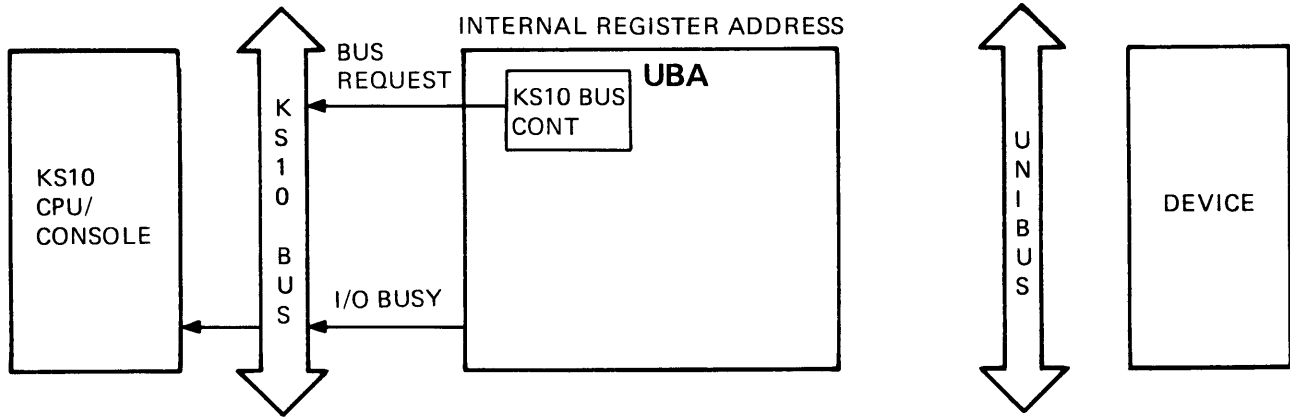 INTERNAL REGISTER ADDRESS
KS10
CPU/
CONSOLE
KS10 BUS
BUS
REQUEST
I/O BUSY
UBA
KS10 BUS
CONT
UNIBUS
DEVICE